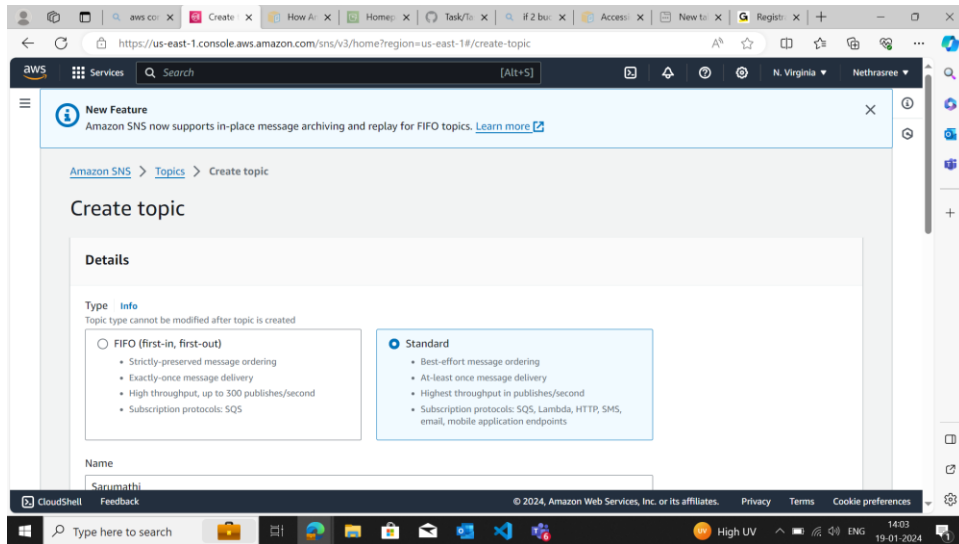 aws cor
Create
How Ar
Homep
Task/To
if 2 buc
Accessi
New ta
Registr
https://us-east-1.console.aws.amazon.com/sns/v3/home?region=us-east-1#/create-topic
aws
Services
Search
[Alt+S]
N. Virginia
Nethrasree
New Feature
Amazon SNS now supports in-place message archiving and replay for FIFO topics. Learn more
Amazon SNS > Topics > Create topic
Create topic
Details
Type Info
Topic type cannot be modified after topic is created
FIFO (first-in, first-out)
• Strictly-preserved message ordering
• Exactly-once message delivery
• High throughput, up to 300 publishes/second
• Subscription protocols: SQS
Standard
• Best-effort message ordering
• At-least once message delivery
• Highest throughput in publishes/second
• Subscription protocols: SQS, Lambda, HTTP, SMS,
email, mobile application endpoints
Name
Sarumathi
CloudShell
Feedback
© 2024, Amazon Web Services, Inc. or its affiliates.
Privacy
Terms
Cookie preferences
Type here to search
UV
High UV
ENG
14:03
19-01-2024